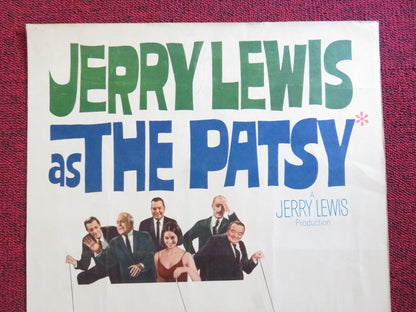 JERRY LEWIS
as THE PATSY*
A
JERRY LEWIS
Production